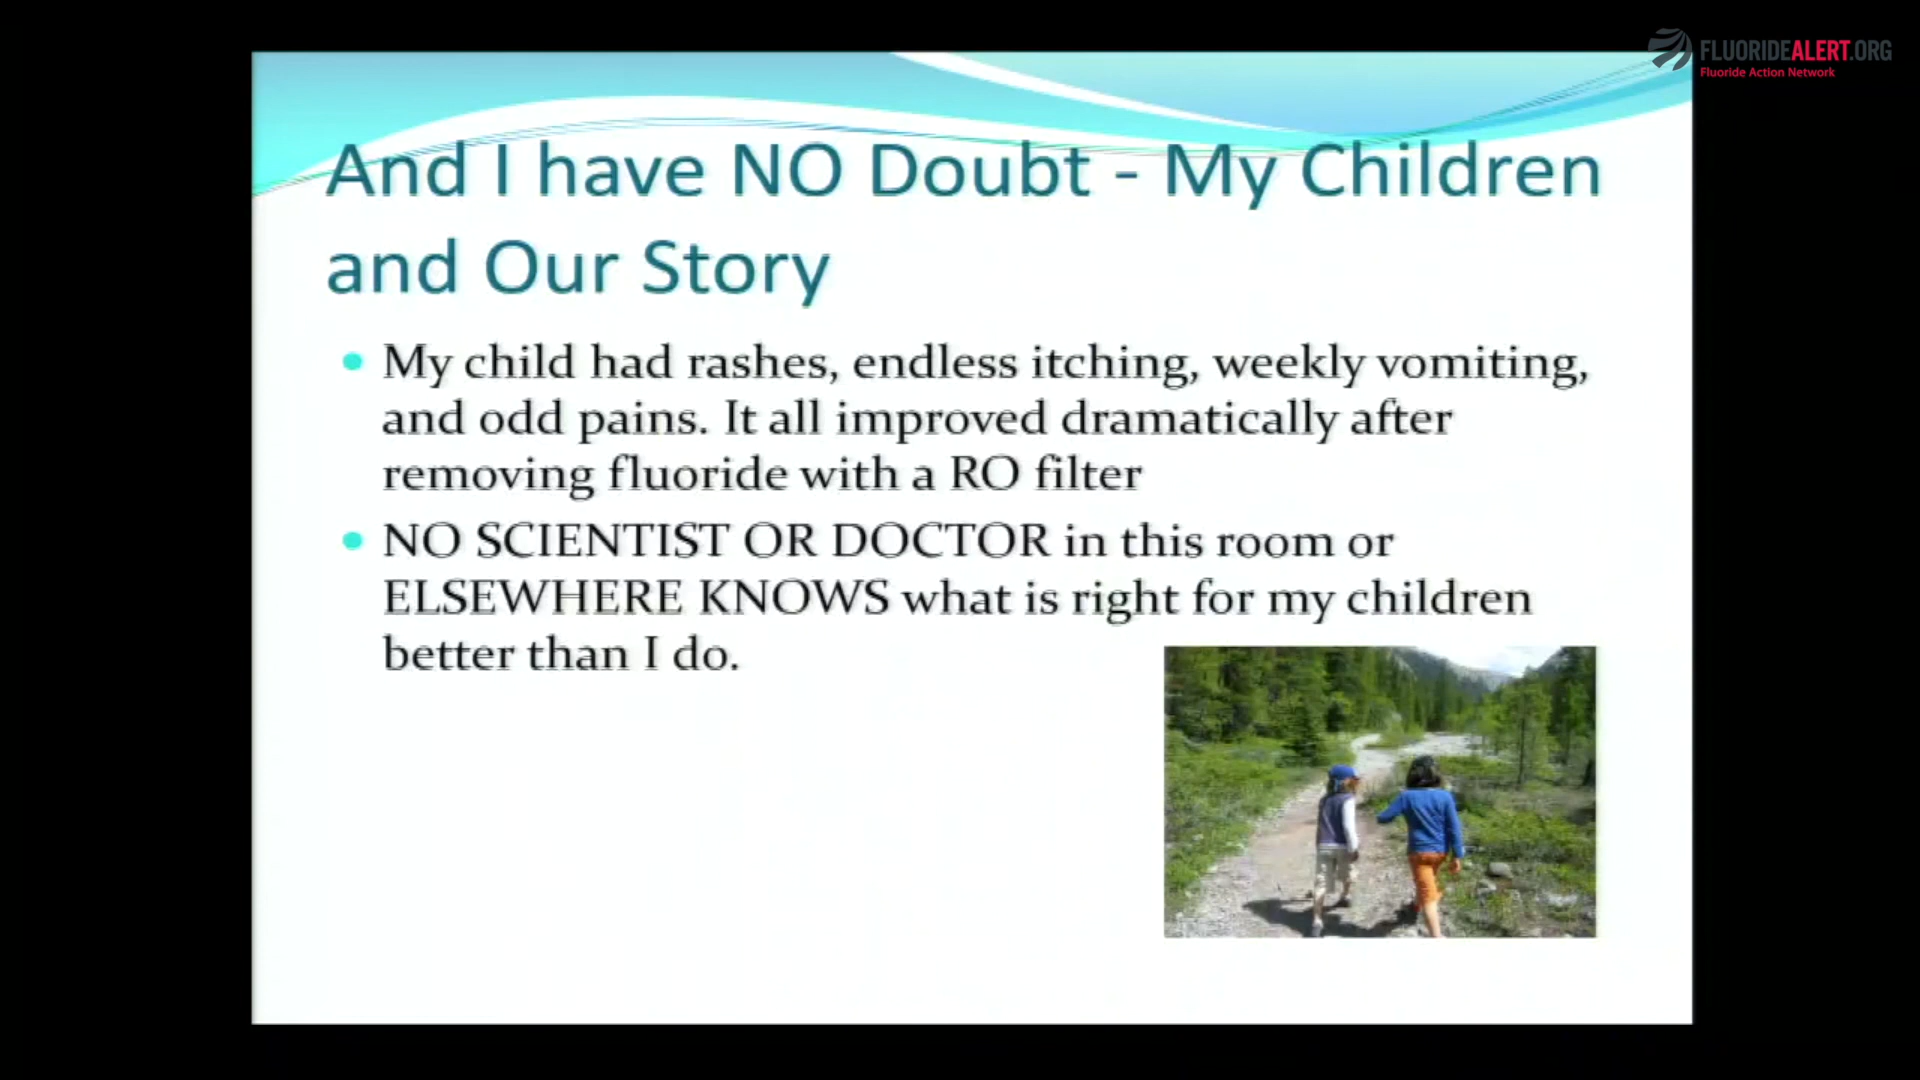 FLUORIDEALERT.ORG
Fluoride Action Network
And I have NO Doubt - My Children
and Our Story
• My child had rashes, endless itching, weekly vomiting,
and odd pains. It all improved dramatically after
removing fluoride with a RO filter
• NO SCIENTIST OR DOCTOR in this room or
ELSEWHERE KNOWS what is right for my children
better than I do.